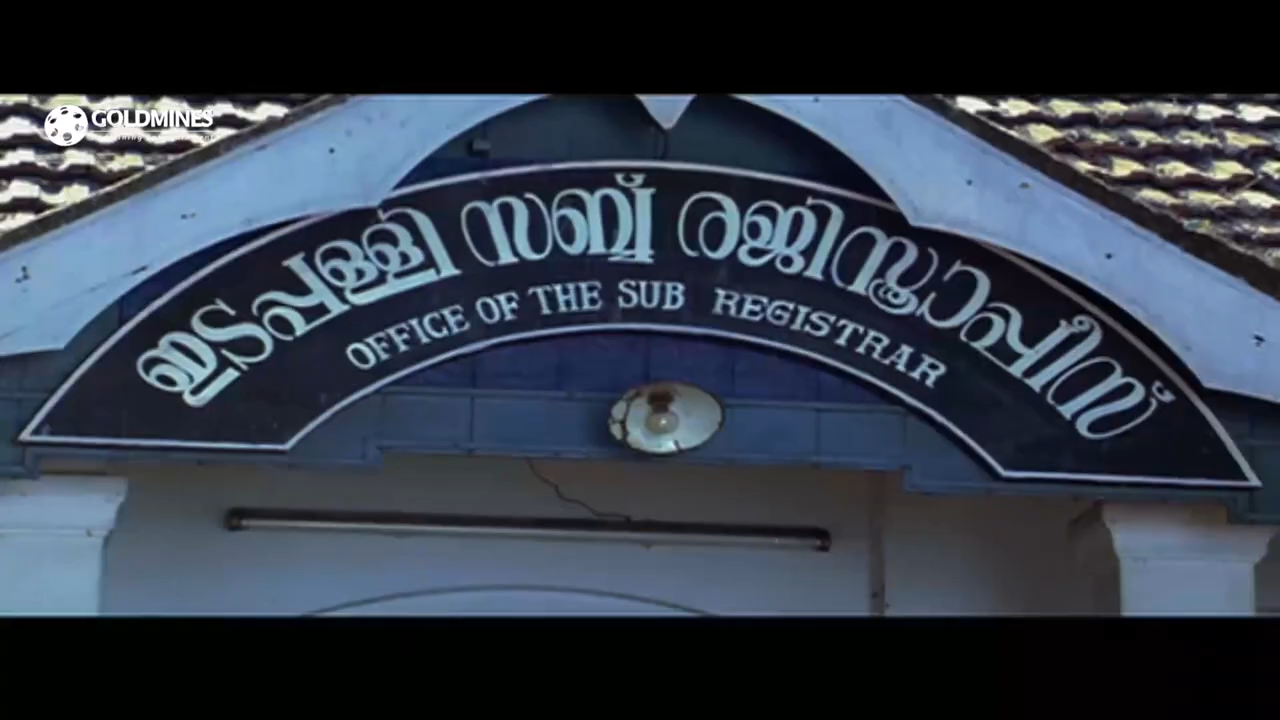 GOLDMINES
ഇടപ്പള്ളി സബ്ബ് രജിസ്ത്രാപ്പീസ്
OFFICE OF THE SUB REGISTRAR